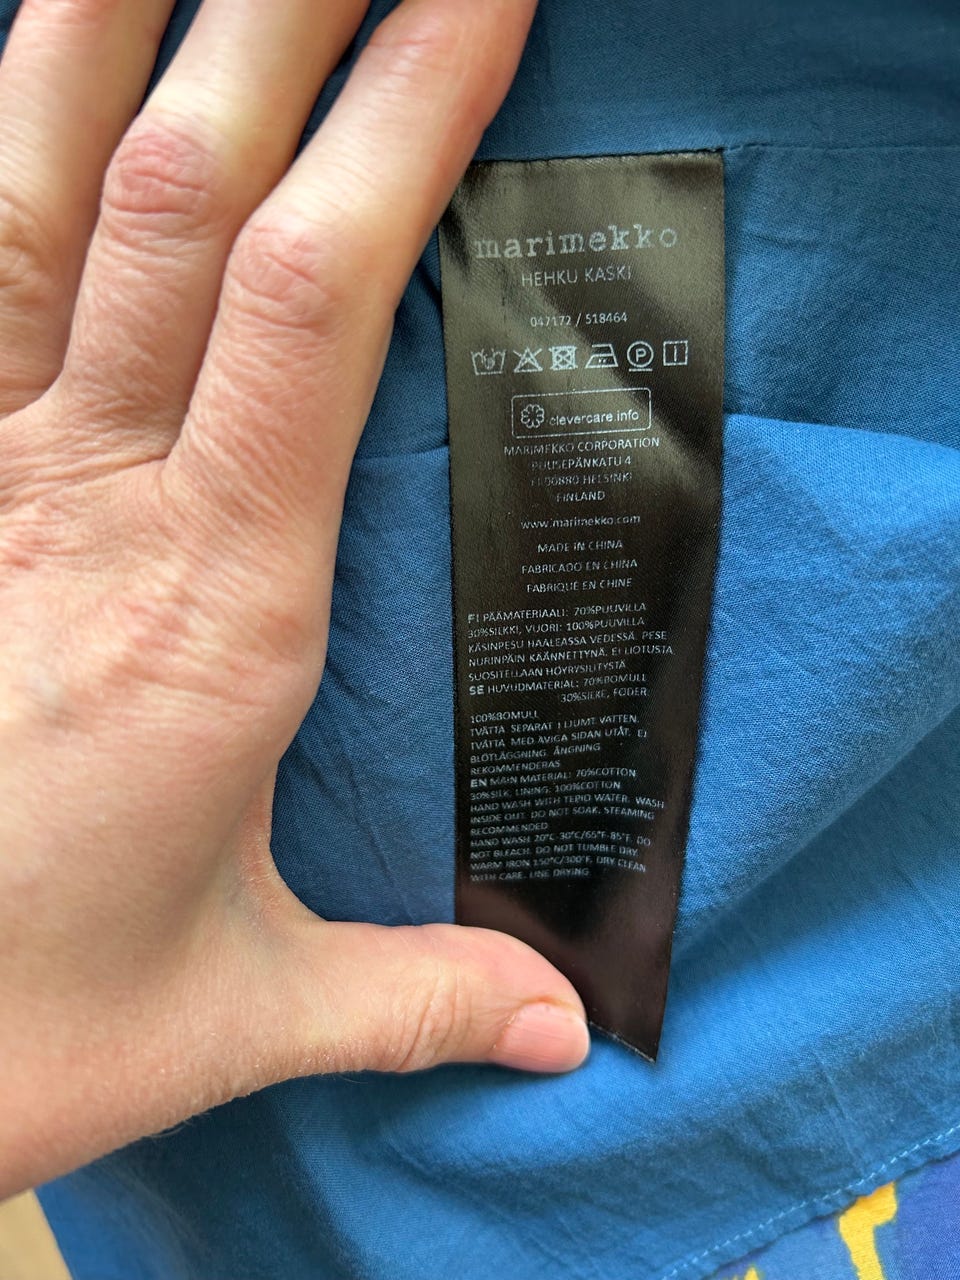 marimekko
HEHKU KASKI
047172 / 518464
P
clevercare.info
MARIMEKKO CORPORATION
PUUSEPÄNKATU 4
FI 00880 HELSINKI
FINLAND
www.marimekko.com
MADE IN CHINA
FABRICADO EN CHINA
FABRIQUE EN CHINE
FI PÄÄMATERIAALI: 70%PUUVILLA
30%SILKKI, VUORI: 100%PUUVILLA
KÄSINPESU HAALEASSA VEDESSÄ. PESE
NURINPÄIN KÄÄNNETTYNÄ. EI LIOTUSTA
SUOSITELLAAN HÖYRYSILITYSTÄ
SE HUVUDMATERIAL: 70%BOMULL
30%SILKE, FODER:
100%BOMULL
TVÄTTA SEPARAT I LJUMT VATTEN.
TVÄTTA MED AVIGA SIDAN UTÅT. EJ
BLÖTLÄGGNING. ÅNGNING
REKOMMENDERAS
EN MAIN MATERIAL: 70%COTTON
30%SILK, LINING: 100%COTTON
HAND WASH WITH TEPID WATER. WASH
INSIDE OUT. DO NOT SOAK. STEAMING
RECOMMENDED
HAND WASH 20°C-30°C/65°F-85°F. DO
NOT BLEACH. DO NOT TUMBLE DRY.
WARM IRON 150°C/300°F. DRY CLEAN
WITH CARE. LINE DRYING